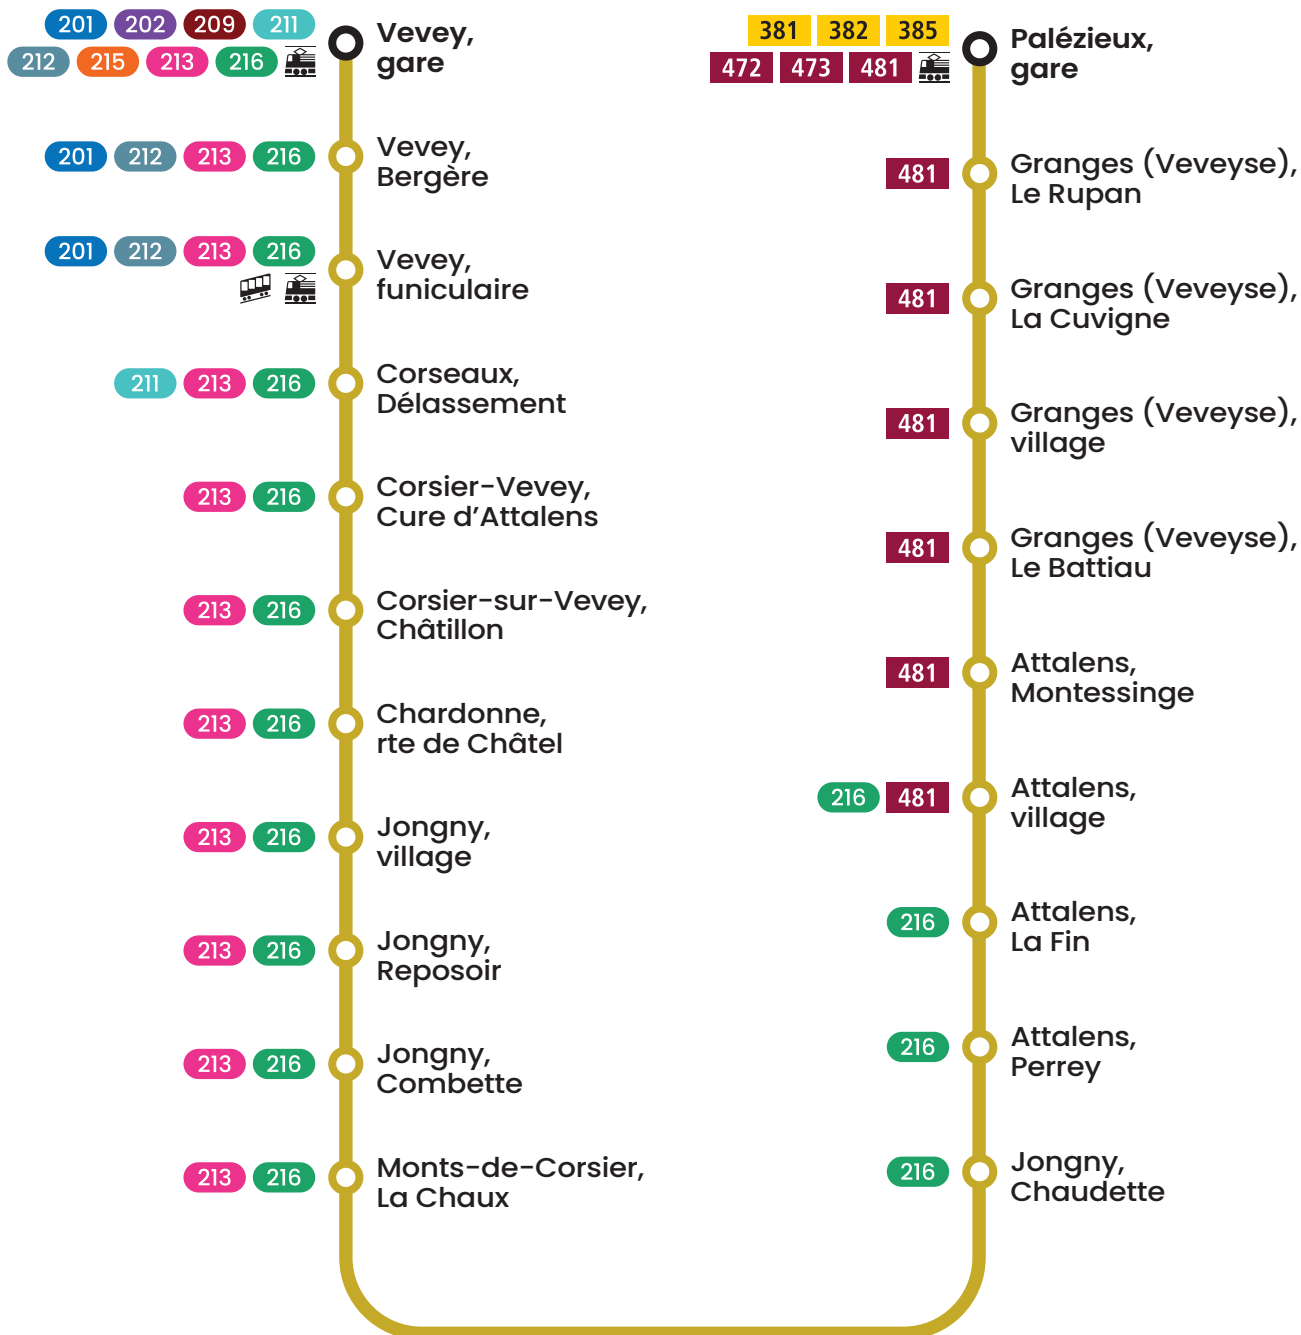 201 202 209 211
212 215 213 216
Vevey,
gare
201 212 213 216
Vevey,
Bergère
201 212 213 216
Vevey,
funiculaire
211 213 216
Corseaux,
Délassement
213 216
Corsier-Vevey,
Cure d’Attalens
213 216
Corsier-sur-Vevey,
Châtillon
213 216
Chardonne,
rte de Châtel
213 216
Jongny,
village
213 216
Jongny,
Reposoir
213 216
Jongny,
Combette
213 216
Monts-de-Corsier,
La Chaux
381 382 385
472 473 481
Palézieux,
gare
481
Granges (Veveyse),
Le Rupan
481
Granges (Veveyse),
La Cuvigne
481
Granges (Veveyse),
village
481
Granges (Veveyse),
Le Battiau
481
Attalens,
Montessinge
216 481
Attalens,
village
216
Attalens,
La Fin
216
Attalens,
Perrey
216
Jongny,
Chaudette